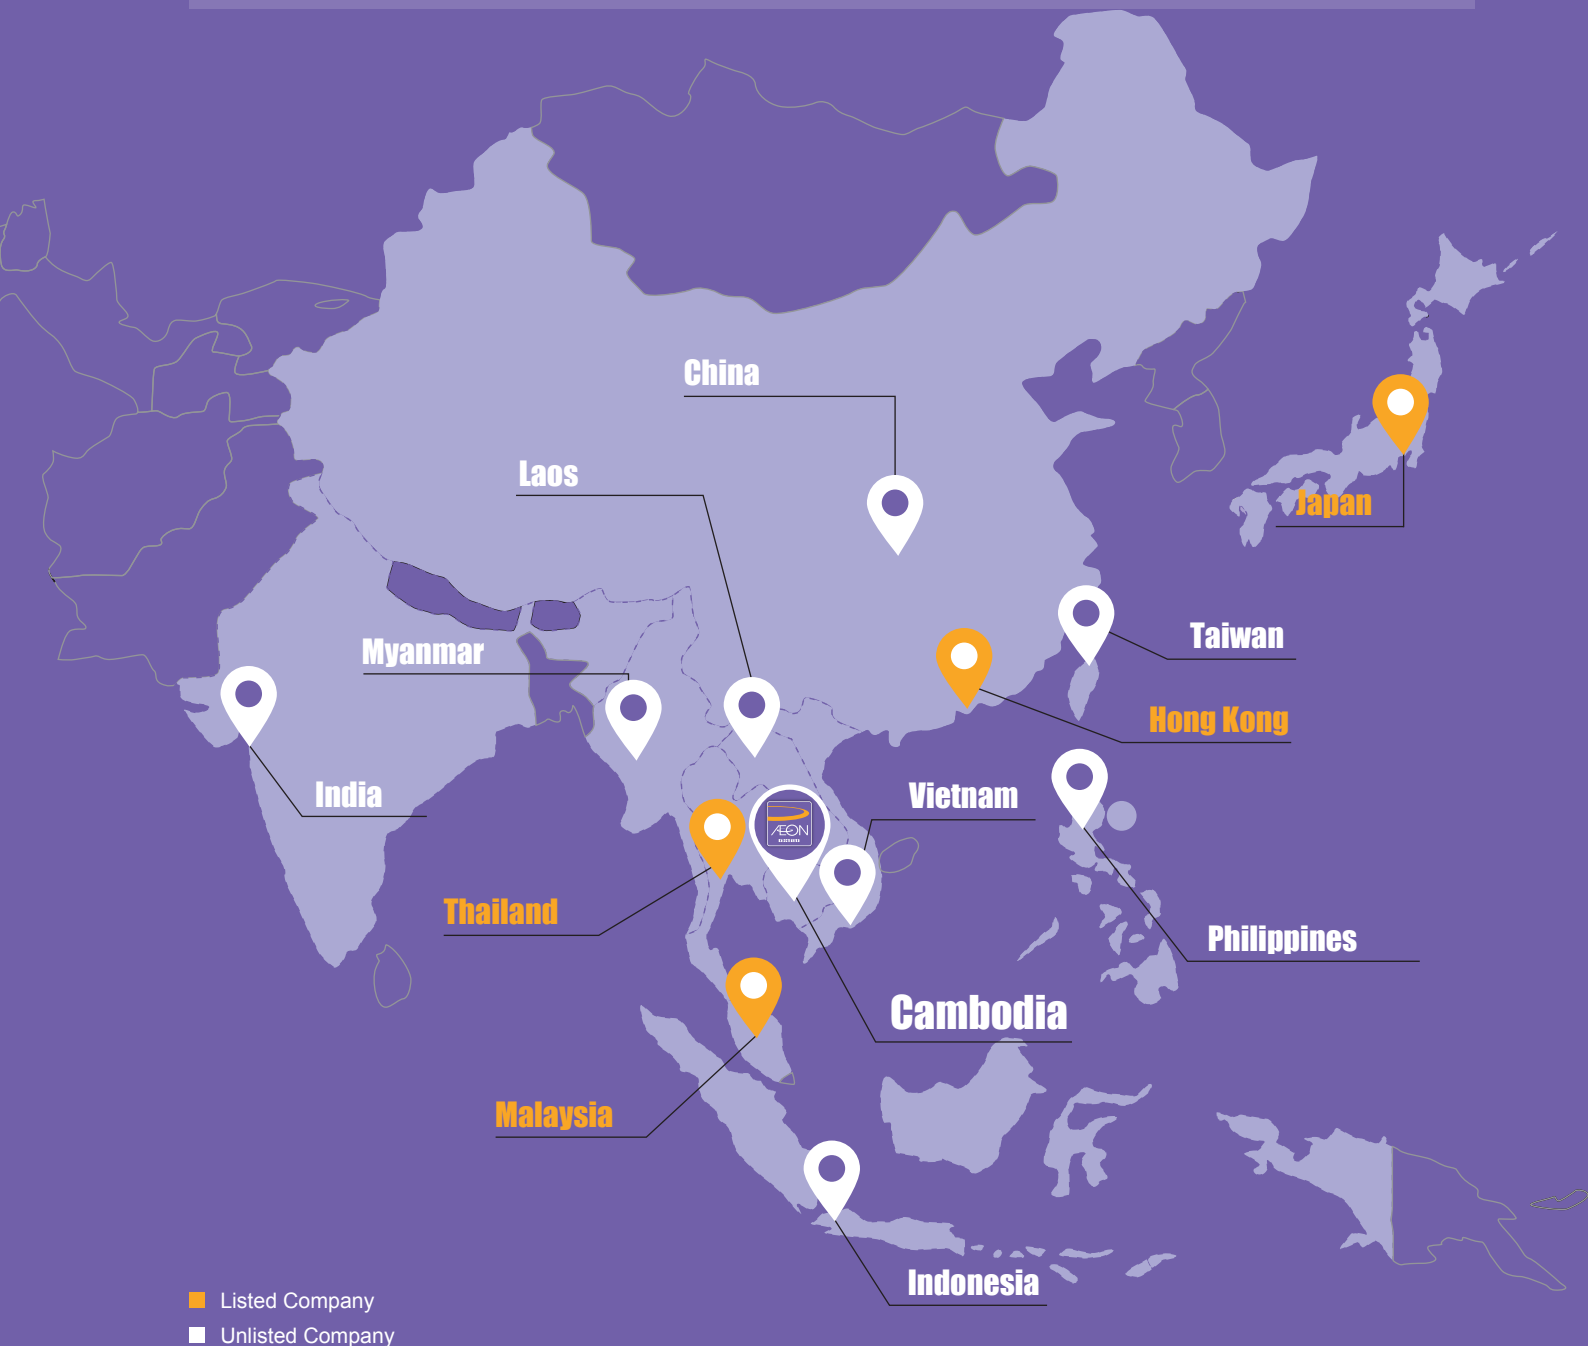 China
Laos
Japan
Taiwan
Myanmar
Hong Kong
India
Vietnam
ÆON
Thailand
Philippines
Cambodia
Malaysia
Indonesia
Listed Company
Unlisted Company